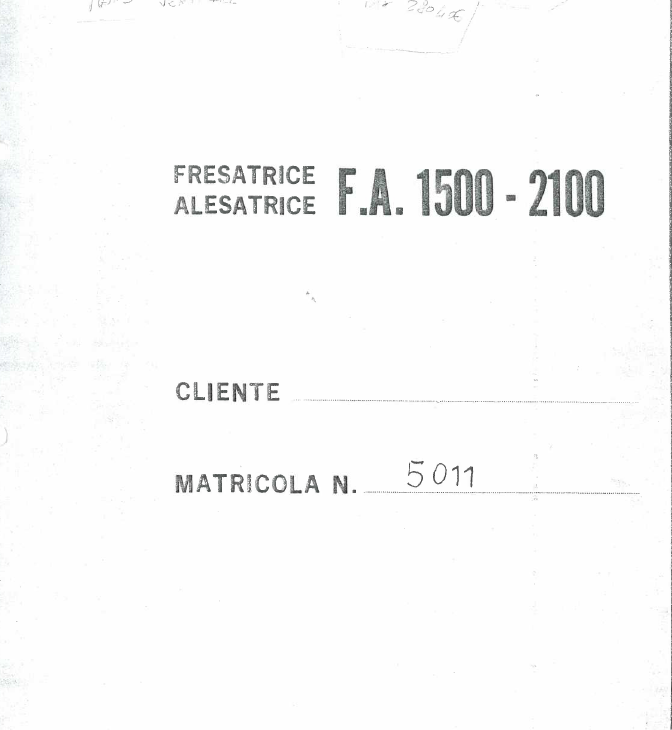 FRESATRICE
ALESATRICE F.A. 1500 - 2100
CLIENTE
MATRICOLA N. 5011